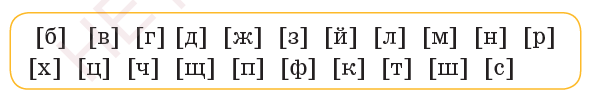 [б] [в] [г] [д] [ж] [з] [й] [л] [м] [н] [р]
[х] [ц] [ч] [щ] [п] [ф] [к] [т] [ш] [с]